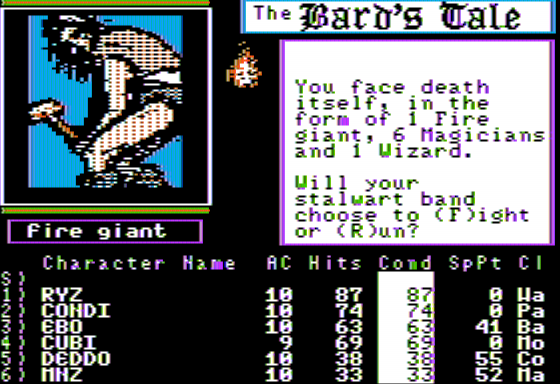 The Bard's Tale
You face death
itself, in the
form of 1 Fire
giant, 6 Magicians
and 1 Wizard.
Will your
stalwart band
choose to (F)ight
or (R)un?
Fire giant
Character Name AC Hits Cond SpPt Cl
S)
1) RYZ 10 87 87 0 Wa
2) CONDI 10 74 74 0 Pa
3) EBO 10 63 63 41 Ba
4) CUBI 9 69 69 0 Mo
5) DEDDO 10 38 38 55 Co
6) MNZ 10 33 33 52 Ma